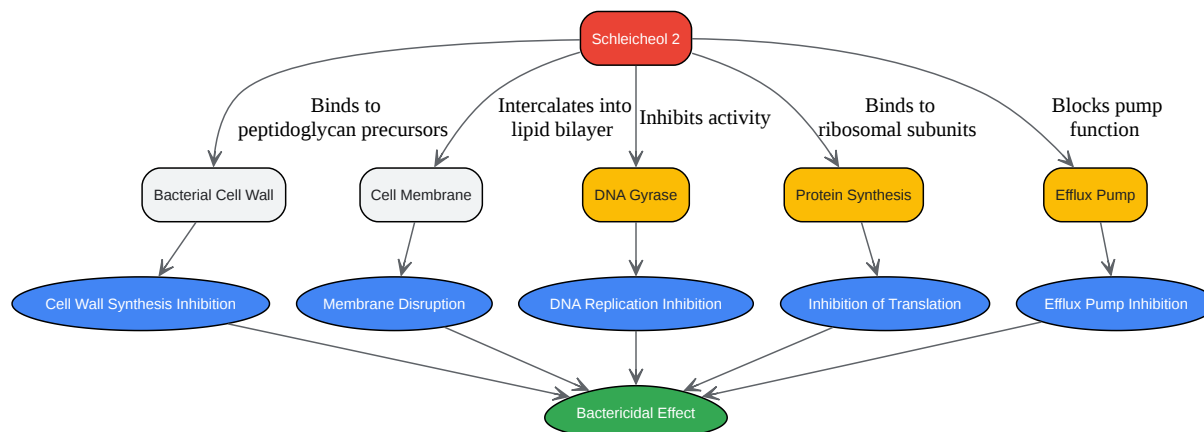 Schleicheol 2
Binds to
peptidoglycan precursors
Intercalates into
lipid bilayer
Inhibits activity
Binds to
ribosomal subunits
Blocks pump
function
Bacterial Cell Wall
Cell Membrane
DNA Gyrase
Protein Synthesis
Efflux Pump
Cell Wall Synthesis Inhibition
Membrane Disruption
DNA Replication Inhibition
Inhibition of Translation
Efflux Pump Inhibition
Bactericidal Effect